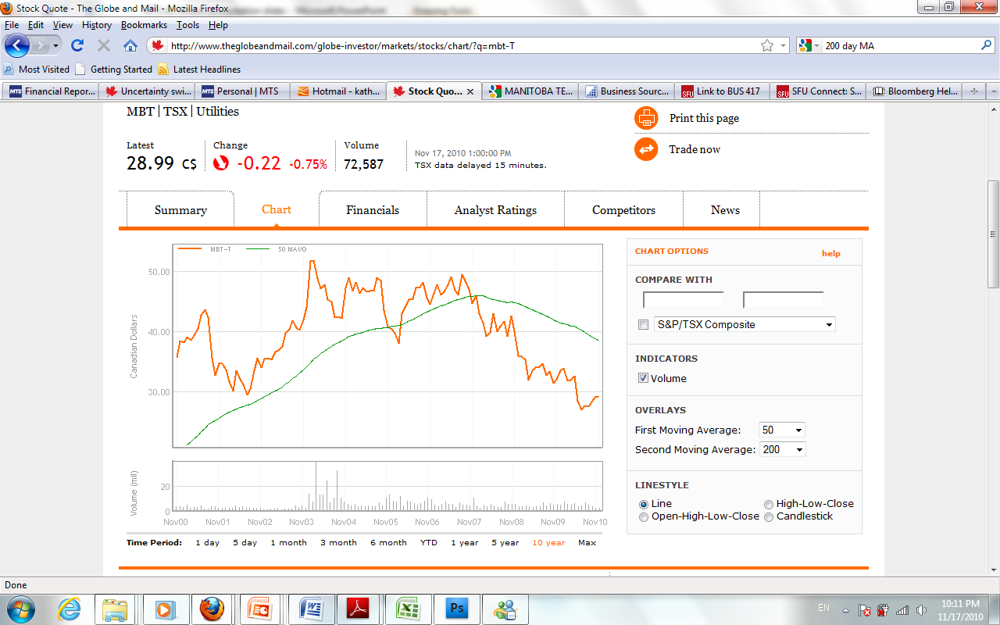 Stock Quote - The Globe and Mail - Mozilla Firefox
File Edit View History Bookmarks Tools Help
http://www.theglobeandmail.com/globe-investor/markets/stocks/chart/?q=mbt-T
200 day MA
Most Visited Getting Started Latest Headlines
MTS Financial Repor... Uncertainty swi... MTS Personal | MTS Hotmail - kath... Stock Quo... MANITOBA TE... Business Sourc... SFU Link to BUS 417 SFU SFU Connect: S... Bloomberg Hel...
MBT | TSX | Utilities
Print this page
Trade now
Latest Change Volume
28.99 C$ -0.22 -0.75% 72,587
Nov 17, 2010 1:00:00 PM
TSX data delayed 15 minutes.
Summary Chart Financials Analyst Ratings Competitors News
MBT-T 50 MAVG
50.00
40.00
30.00
Canadian Dollars
Volume (mil)
20
0
Nov00 Nov01 Nov02 Nov03 Nov04 Nov05 Nov06 Nov07 Nov08 Nov09 Nov10
Time Period: 1 day 5 day 1 month 3 month 6 month YTD 1 year 5 year 10 year Max
CHART OPTIONS help
COMPARE WITH
S&P/TSX Composite
INDICATORS
Volume
OVERLAYS
First Moving Average: 50
Second Moving Average: 200
LINESTYLE
Line High-Low-Close
Open-High-Low-Close Candlestick
Done
EN
10:11 PM
11/17/2010